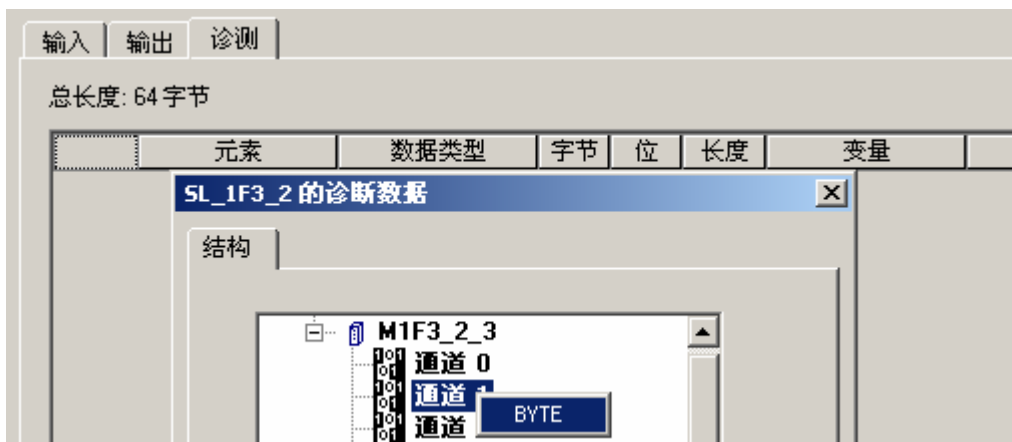 输入 输出 诊测
总长度: 64 字节
元素 数据类型 字节 位 长度 变量
SL_1F3_2 的诊断数据
结构
M1F3_2_3
通道 0
通道 1
BYTE
通道